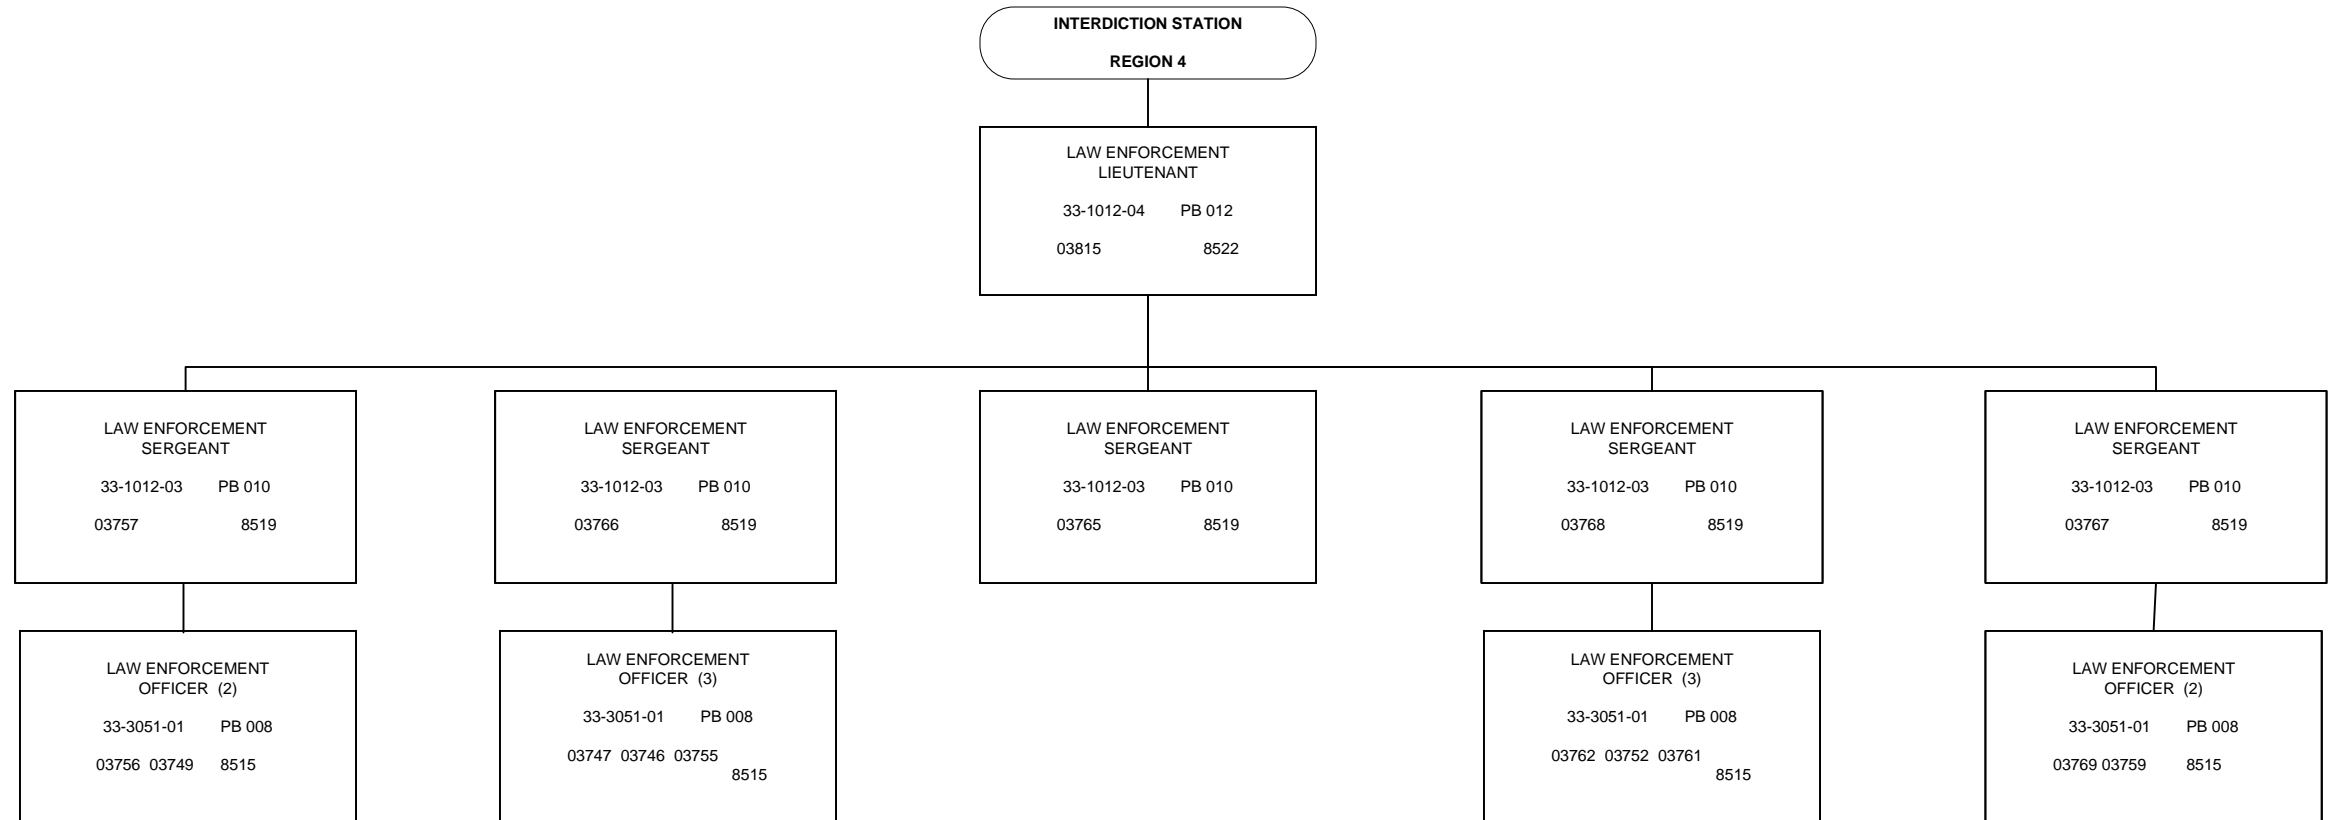 INTERDICTION STATION
REGION 4
LAW ENFORCEMENT
LIEUTENANT
33-1012-04 PB 012
03815 8522
LAW ENFORCEMENT
SERGEANT
33-1012-03 PB 010
03757 8519
LAW ENFORCEMENT
SERGEANT
33-1012-03 PB 010
03766 8519
LAW ENFORCEMENT
SERGEANT
33-1012-03 PB 010
03765 8519
LAW ENFORCEMENT
SERGEANT
33-1012-03 PB 010
03768 8519
LAW ENFORCEMENT
SERGEANT
33-1012-03 PB 010
03767 8519
LAW ENFORCEMENT
OFFICER (2)
33-3051-01 PB 008
03756 03749 8515
LAW ENFORCEMENT
OFFICER (3)
33-3051-01 PB 008
03747 03746 03755
8515
LAW ENFORCEMENT
OFFICER (3)
33-3051-01 PB 008
03762 03752 03761
8515
LAW ENFORCEMENT
OFFICER (2)
33-3051-01 PB 008
03769 03759 8515